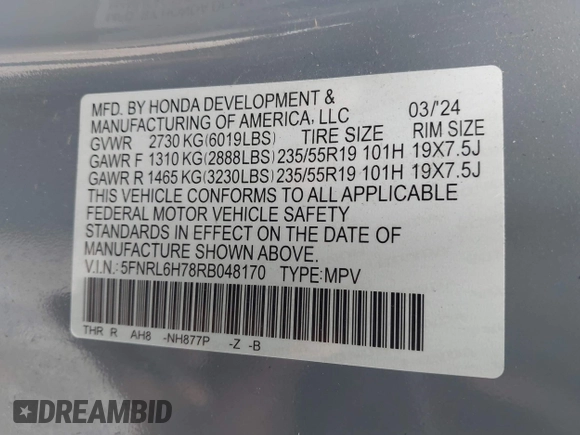 MFD. BY HONDA DEVELOPMENT &
MANUFACTURING OF AMERICA, LLC 03/'24
GVWR 2730 KG(6019LBS) TIRE SIZE RIM SIZE
GAWR F 1310 KG(2888LBS) 235/55R19 101H 19X7.5J
GAWR R 1465 KG(3230LBS) 235/55R19 101H 19X7.5J
THIS VEHICLE CONFORMS TO ALL APPLICABLE
FEDERAL MOTOR VEHICLE SAFETY
STANDARDS IN EFFECT ON THE DATE OF
MANUFACTURE SHOWN ABOVE.
V.I.N.:5FNRL6H78RB048170 TYPE:MPV
THR R AH8 -NH877P -Z -B
DREAMBID